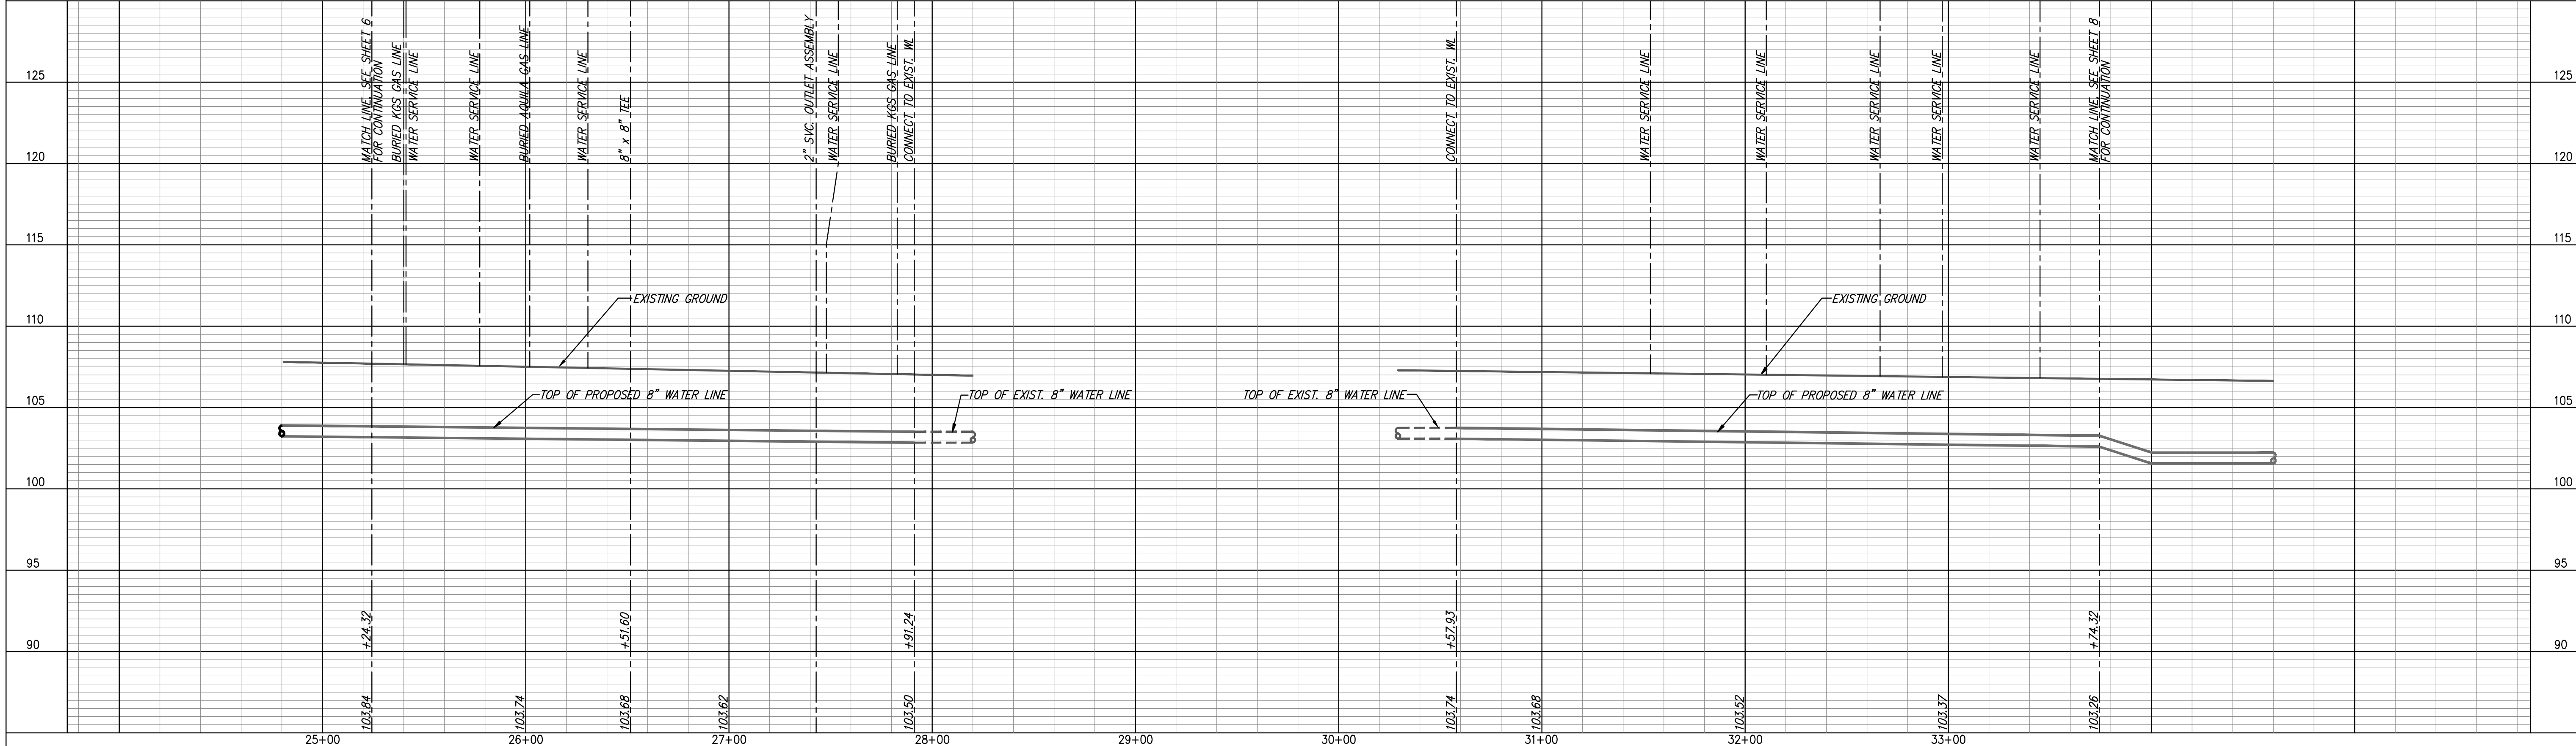 MATCH LINE, SEE SHEET 6
FOR CONTINUATION
BURIED KGS GAS LINE
WATER SERVICE LINE
WATER SERVICE LINE
BURIED AQUILA GAS LINE
WATER SERVICE LINE
8" x 8" TEE
2" SVC. OUTLET ASSEMBLY
WATER SERVICE LINE
BURIED KGS GAS LINE
CONNECT TO EXIST. WL
CONNECT TO EXIST. WL
WATER SERVICE LINE
WATER SERVICE LINE
WATER SERVICE LINE
WATER SERVICE LINE
WATER SERVICE LINE
MATCH LINE, SEE SHEET 8
FOR CONTINUATION
125
125
120
120
115
115
EXISTING GROUND
EXISTING GROUND
110
110
TOP OF PROPOSED 8" WATER LINE
TOP OF EXIST. 8" WATER LINE
TOP OF EXIST. 8" WATER LINE
TOP OF PROPOSED 8" WATER LINE
105
105
100
100
95
95
+24.32
+51.60
+91.24
+57.93
+74.32
90
90
103.84
103.74
103.68
103.62
103.50
103.74
103.68
103.52
103.37
103.26
25+00
26+00
27+00
28+00
29+00
30+00
31+00
32+00
33+00